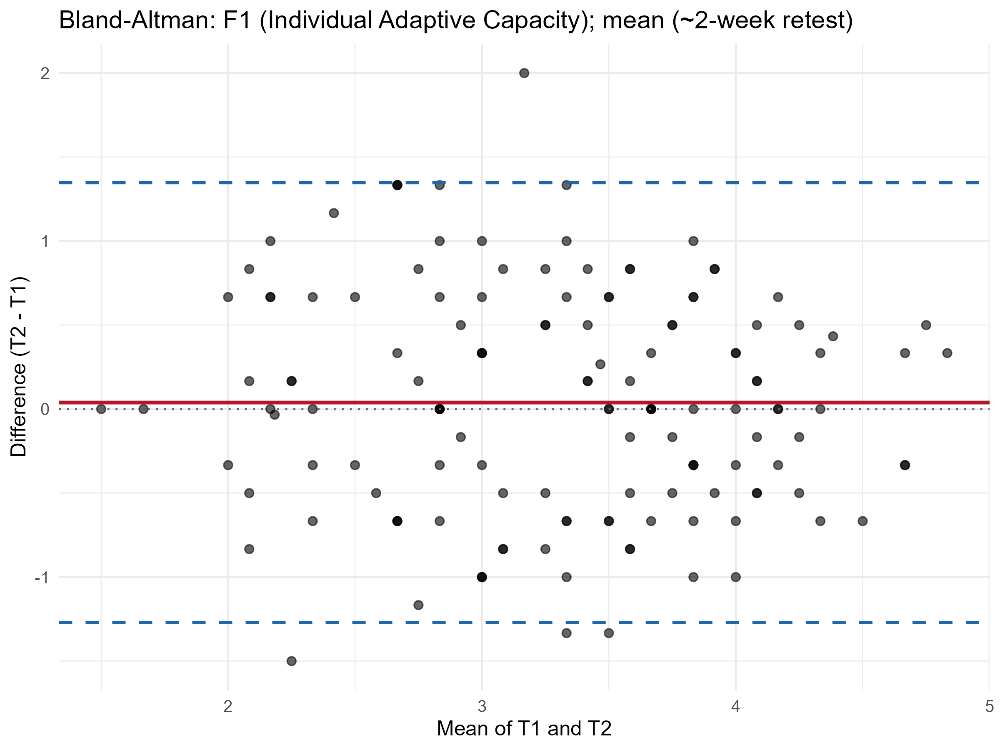 Bland-Altman: F1 (Individual Adaptive Capacity); mean (~2-week retest)
Difference (T2 - T1)
2
1
0
-1
2
3
4
5
Mean of T1 and T2